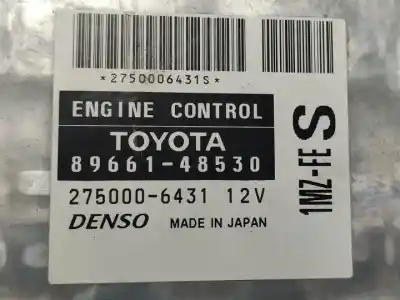 *2750006431S*
ENGINE CONTROL
TOYOTA
89661-48530
275000-6431 12V
DENSO MADE IN JAPAN
1MZ-FE S